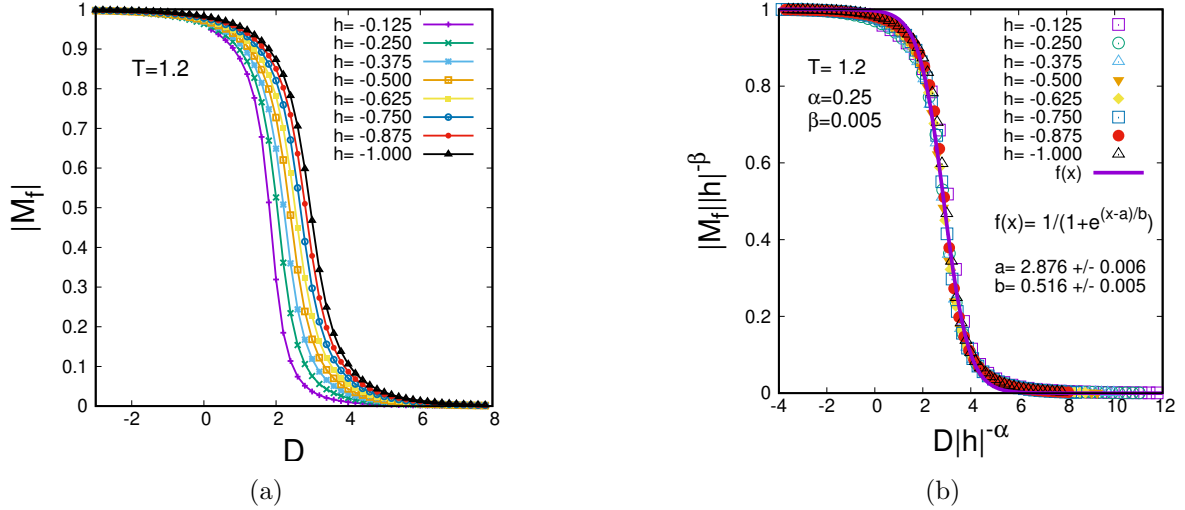 1
0.9
0.8
0.7
0.6
0.5
0.4
0.3
0.2
0.1
0
-2
0
2
4
6
8
|M_f|
D
T=1.2
h= -0.125
h= -0.250
h= -0.375
h= -0.500
h= -0.625
h= -0.750
h= -0.875
h= -1.000
(a)
1
0.8
0.6
0.4
0.2
0
-4
-2
0
2
4
6
8
10
12
|M_f||h|^-β
D|h|^-α
T= 1.2
α=0.25
β=0.005
h= -0.125
h= -0.250
h= -0.375
h= -0.500
h= -0.625
h= -0.750
h= -0.875
h= -1.000
f(x)
f(x)= 1/(1+e^(x-a)/b)
a= 2.876 +/- 0.006
b= 0.516 +/- 0.005
(b)